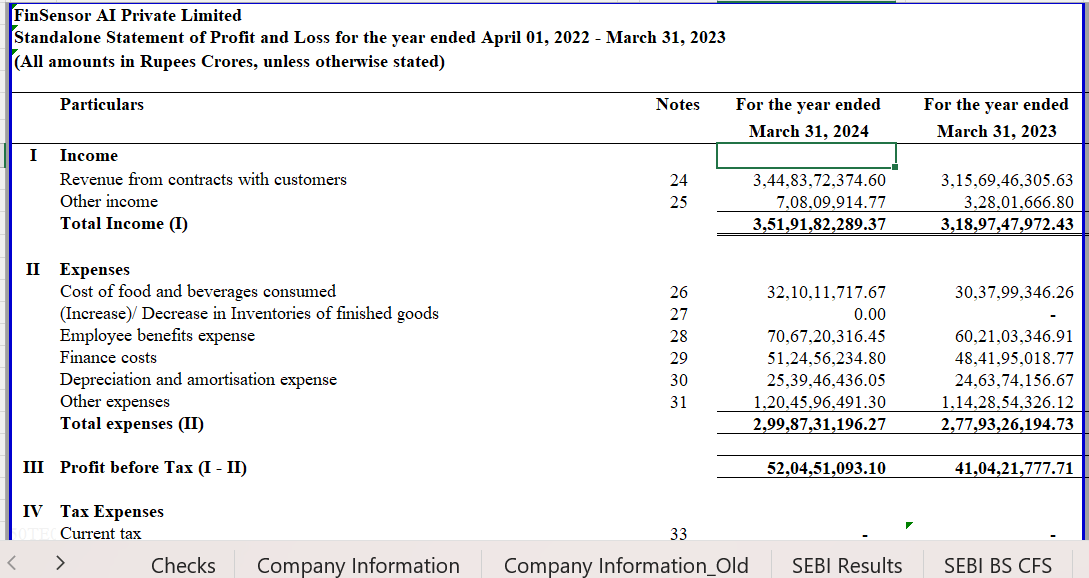 FinSensor AI Private Limited
Standalone Statement of Profit and Loss for the year ended April 01, 2022 - March 31, 2023
(All amounts in Rupees Crores, unless otherwise stated)
Particulars Notes For the year ended For the year ended
March 31, 2024 March 31, 2023
I Income
Revenue from contracts with customers 24 3,44,83,72,374.60 3,15,69,46,305.63
Other income 25 7,08,09,914.77 3,28,01,666.80
Total Income (I) 3,51,91,82,289.37 3,18,97,47,972.43
II Expenses
Cost of food and beverages consumed 26 32,10,11,717.67 30,37,99,346.26
(Increase)/ Decrease in Inventories of finished goods 27 0.00 -
Employee benefits expense 28 70,67,20,316.45 60,21,03,346.91
Finance costs 29 51,24,56,234.80 48,41,95,018.77
Depreciation and amortisation expense 30 25,39,46,436.05 24,63,74,156.67
Other expenses 31 1,20,45,96,491.30 1,14,28,54,326.12
Total expenses (II) 2,99,87,31,196.27 2,77,93,26,194.73
III Profit before Tax (I - II) 52,04,51,093.10 41,04,21,777.71
IV Tax Expenses
Current tax 33 - -
Checks Company Information Company Information_Old SEBI Results SEBI BS CFS